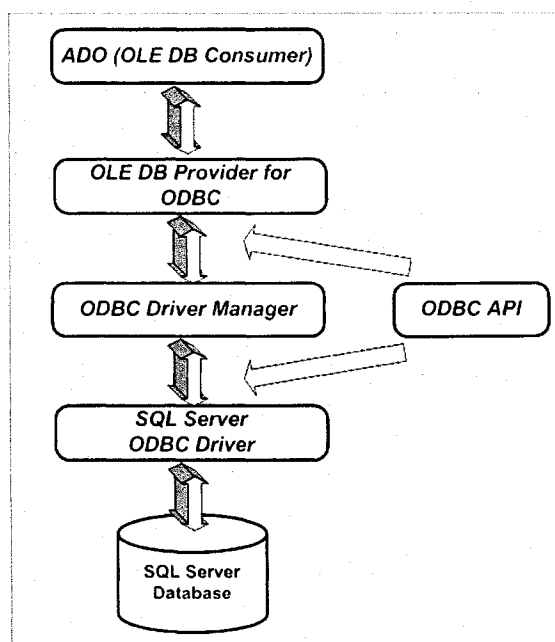 ADO (OLE DB Consumer)
OLE DB Provider for
ODBC
ODBC Driver Manager
ODBC API
SQL Server
ODBC Driver
SQL Server
Database